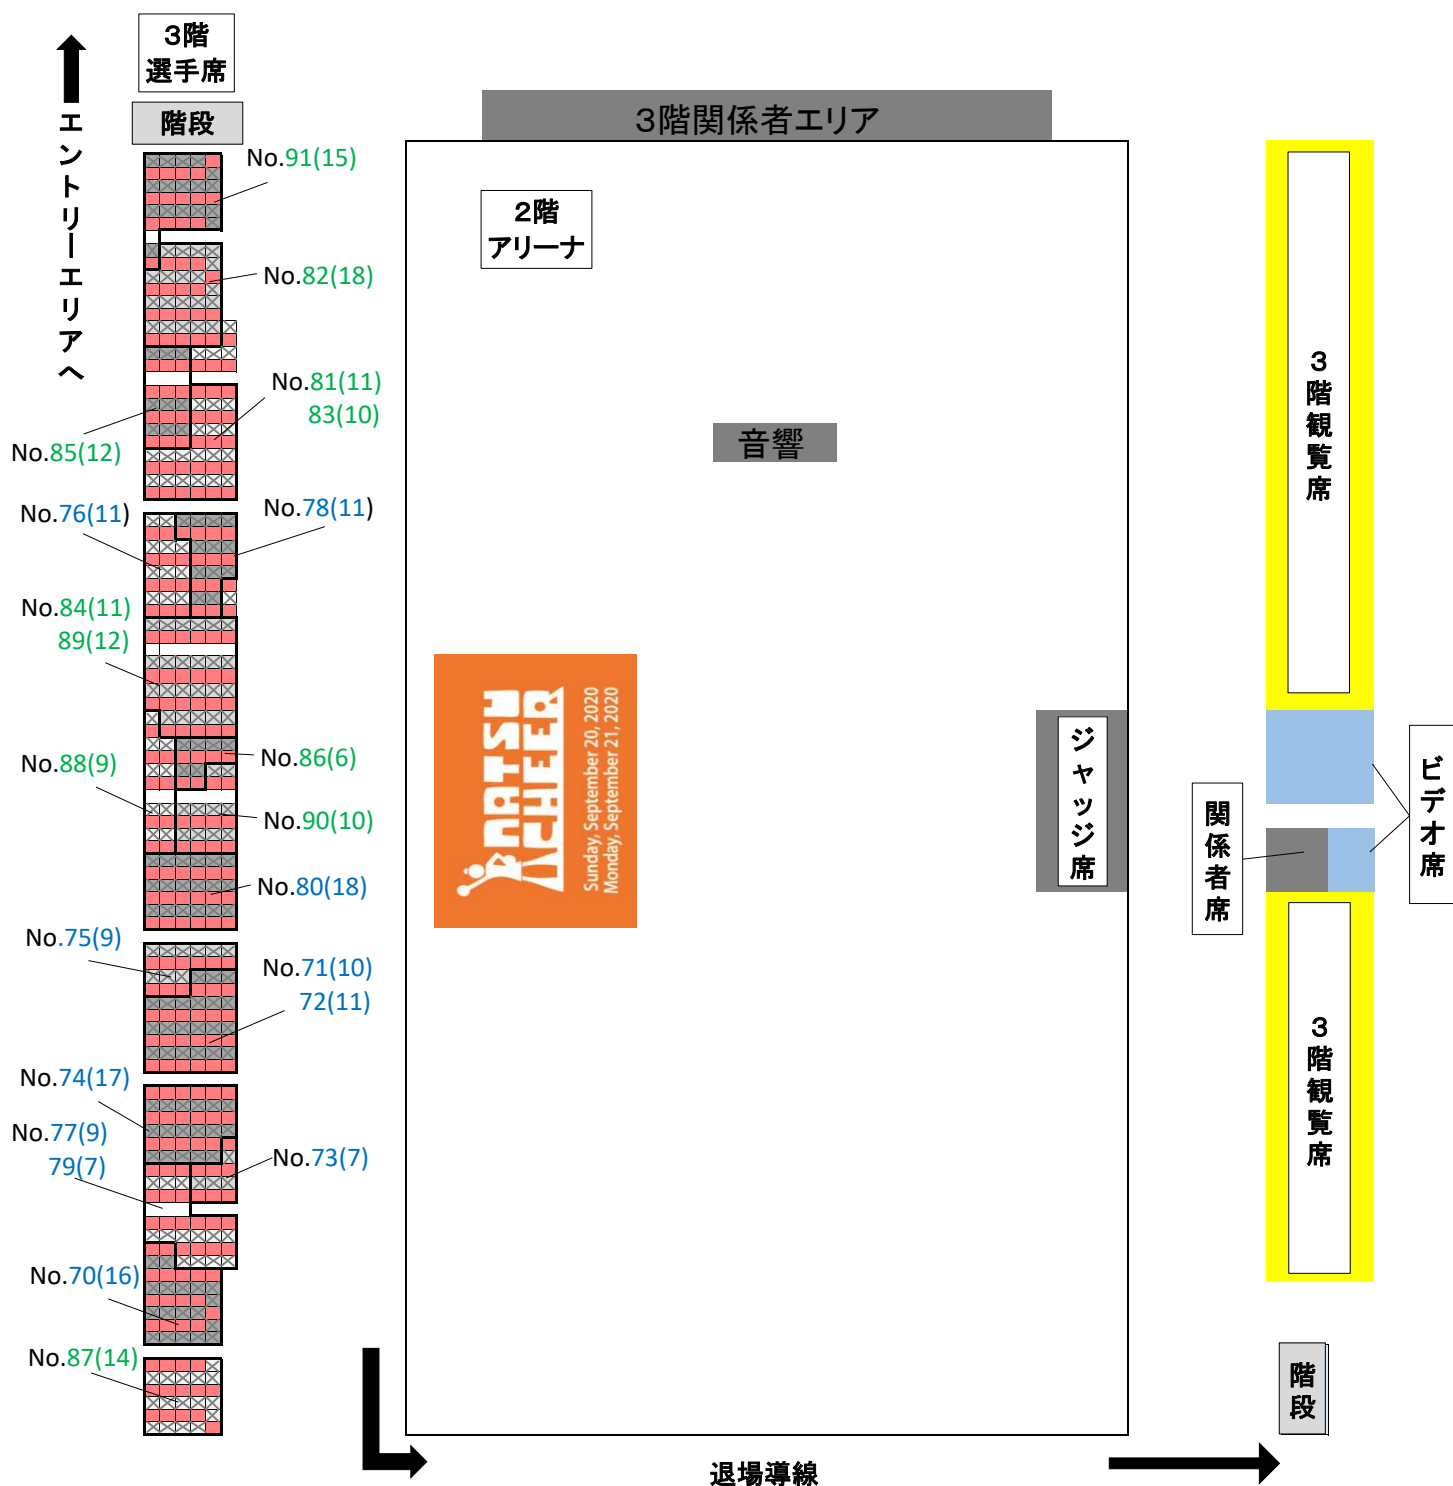 3階
選手席
階段
エントリーエリアへ
3階関係者エリア
2階
アリーナ
No.91(15)
No.82(18)
No.81(11)
83(10)
No.85(12)
音響
No.76(11)
No.78(11)
No.84(11)
89(12)
No.86(6)
No.88(9)
No.90(10)
No.80(18)
No.75(9)
No.71(10)
72(11)
No.74(17)
No.77(9)
79(7)
No.73(7)
No.70(16)
No.87(14)
NATSU
CHEER
Sunday, September 20, 2020
Monday, September 21, 2020
ジャッジ席
3階観覧席
ビデオ席
関係者席
3階観覧席
階段
退場導線